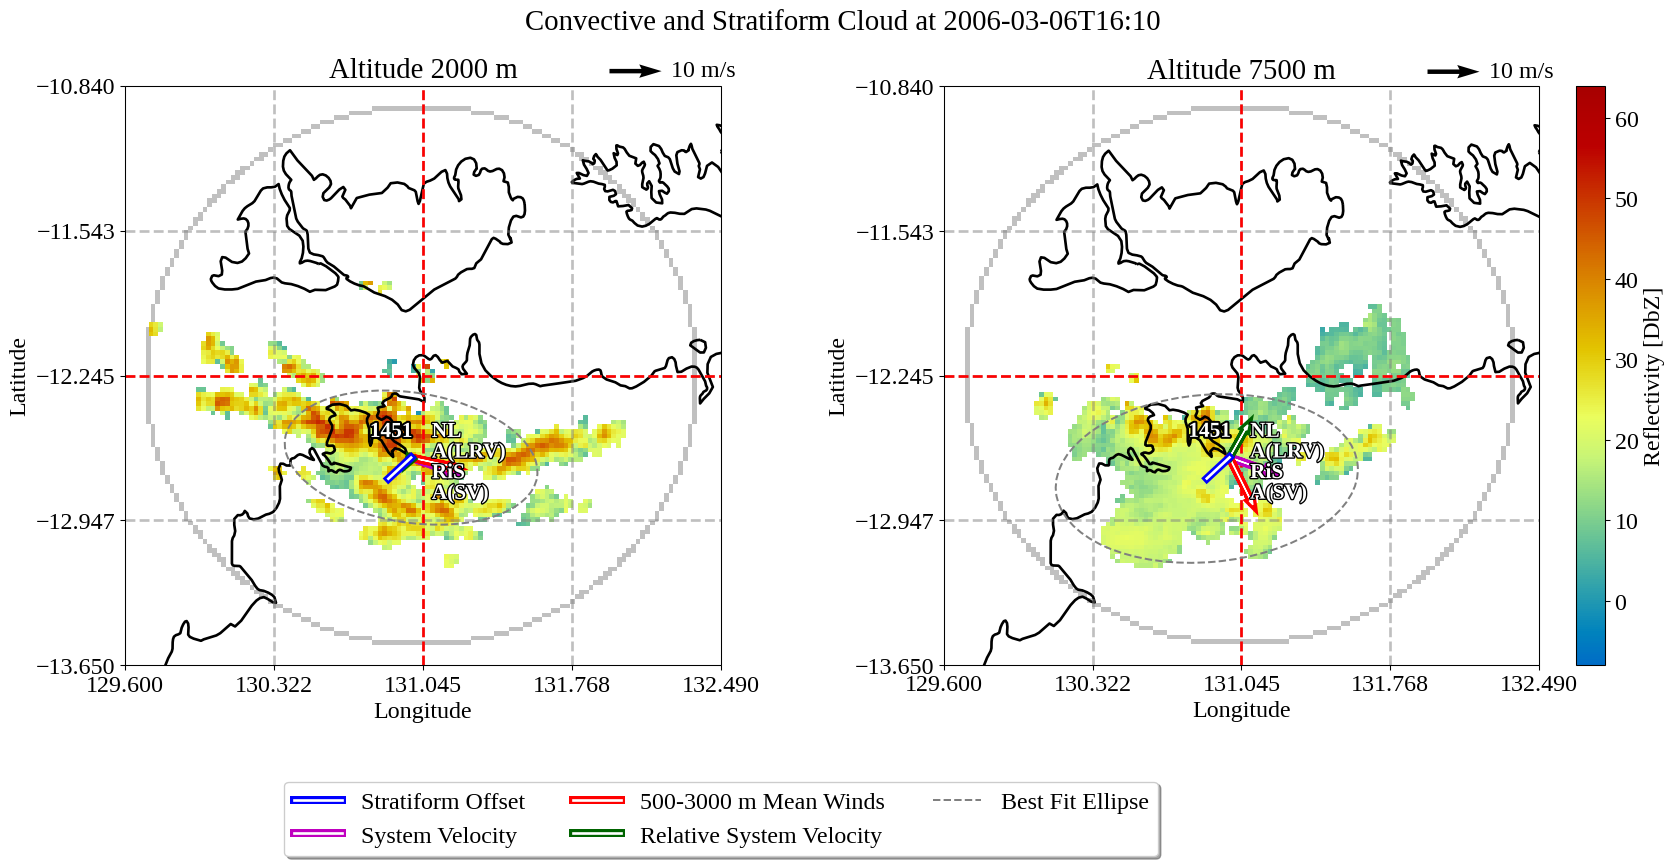 Convective and Stratiform Cloud at 2006-03-06T16:10
Altitude 2000 m
10 m/s
Altitude 7500 m
10 m/s
Latitude
−10.840
−11.543
−12.245
−12.947
−13.650
129.600
130.322
131.045
131.768
132.490
Longitude
1451
NL
A(LRV)
RiS
A(SV)
Latitude
−10.840
−11.543
−12.245
−12.947
−13.650
129.600
130.322
131.045
131.768
132.490
Longitude
1451
NL
A(LRV)
RiS
A(SV)
60
50
40
30
20
10
0
Reflectivity [DbZ]
Stratiform Offset
System Velocity
500-3000 m Mean Winds
Relative System Velocity
Best Fit Ellipse